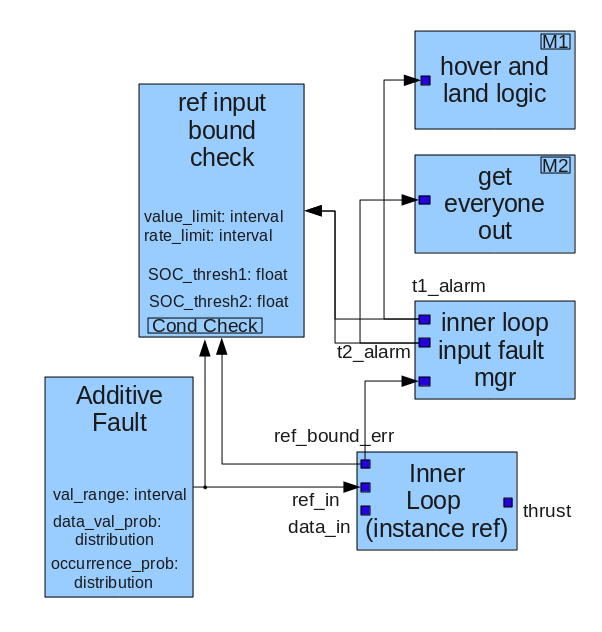 M1
hover and
land logic
ref input
bound
check
value_limit: interval
rate_limit: interval
SOC_thresh1: float
SOC_thresh2: float
Cond Check
M2
get
everyone
out
t1_alarm
inner loop
input fault
mgr
t2_alarm
Additive
Fault
val_range: interval
data_val_prob:
distribution
occurrence_prob:
distribution
ref_bound_err
Inner
Loop
(instance ref)
ref_in
data_in
thrust